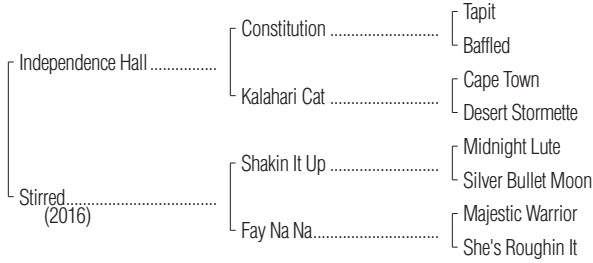 Tapit
Constitution
Baffled
Independence Hall
Cape Town
Kalahari Cat
Desert Stormette
Midnight Lute
Shakin It Up
Silver Bullet Moon
Stirred
(2016)
Majestic Warrior
Fay Na Na
She's Roughin It